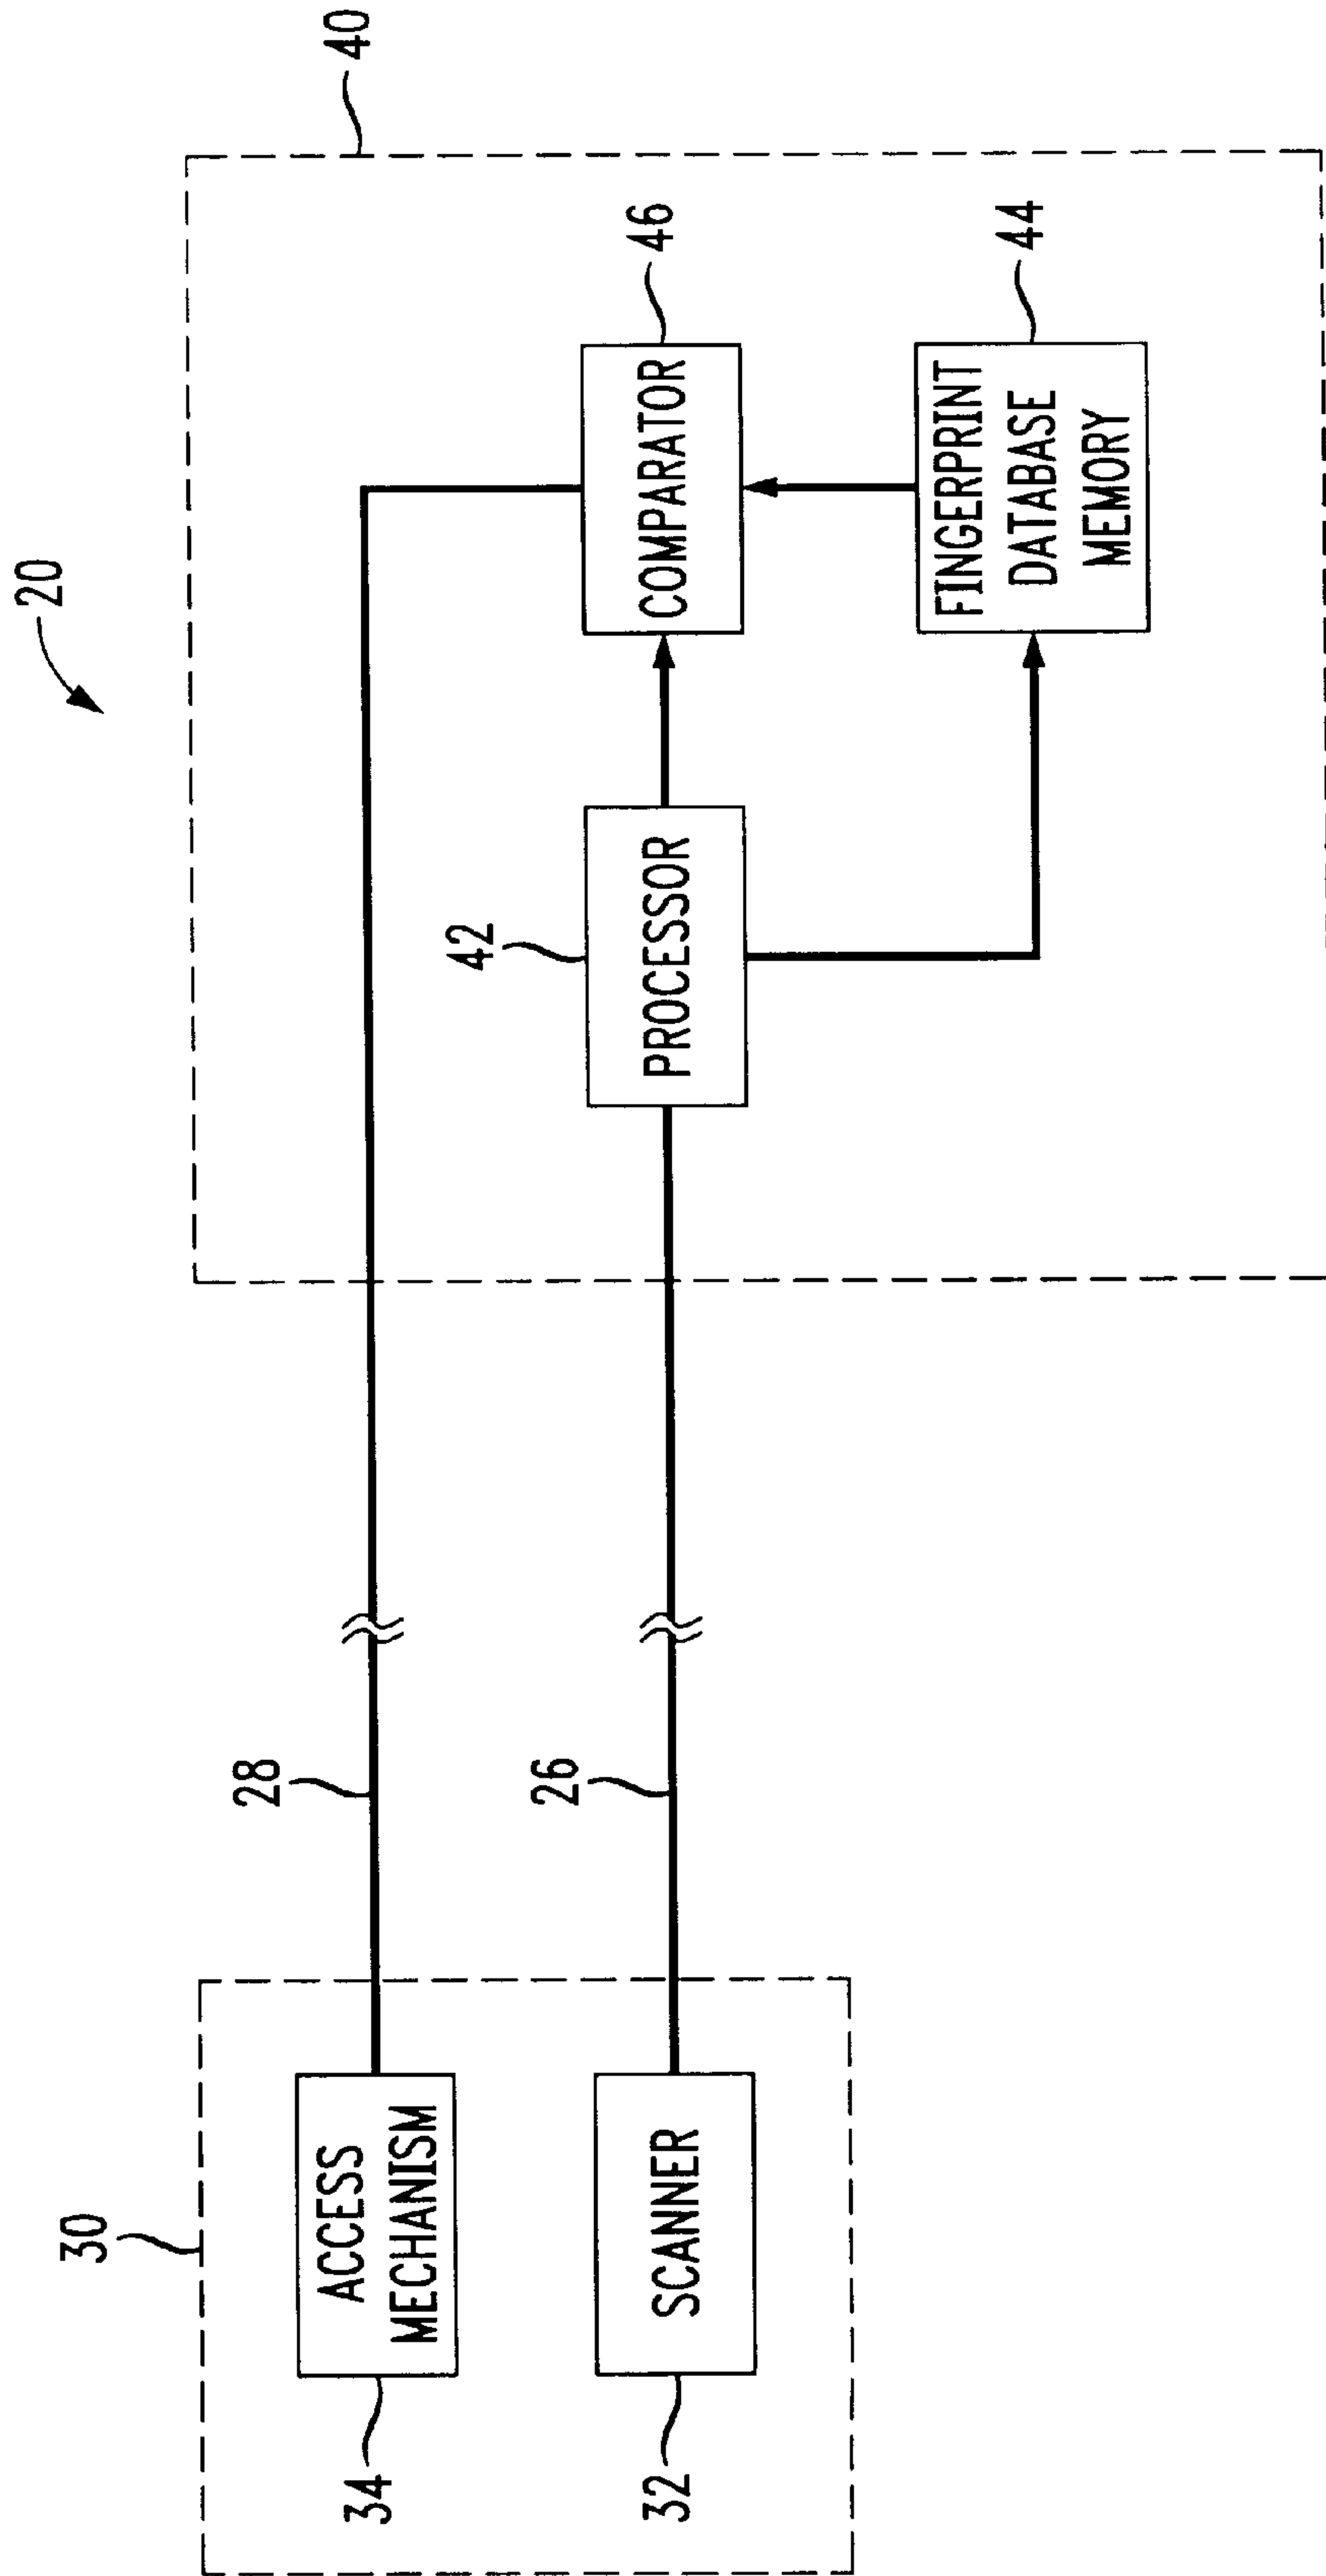 20
30
40
ACCESS
MECHANISM
34
28
SCANNER
32
26
42
PROCESSOR
COMPARATOR
46
FINGERPRINT
DATABASE
MEMORY
44